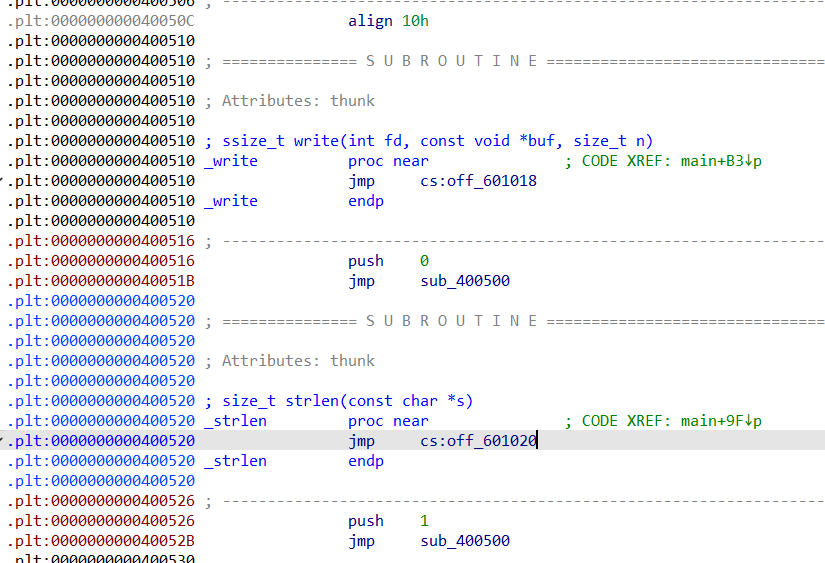 .plt:0000000000400506 ; ------------------------------------------------------------------
.plt:000000000040050C align 10h
.plt:0000000000400510
.plt:0000000000400510 ; =============== S U B R O U T I N E ================================
.plt:0000000000400510
.plt:0000000000400510 ; Attributes: thunk
.plt:0000000000400510
.plt:0000000000400510 ; ssize_t write(int fd, const void *buf, size_t n)
.plt:0000000000400510 _write proc near ; CODE XREF: main+B3↓p
.plt:0000000000400510 jmp cs:off_601018
.plt:0000000000400510 _write endp
.plt:0000000000400510
.plt:0000000000400516 ; ------------------------------------------------------------------
.plt:0000000000400516 push 0
.plt:000000000040051B jmp sub_400500
.plt:0000000000400520
.plt:0000000000400520 ; =============== S U B R O U T I N E ================================
.plt:0000000000400520
.plt:0000000000400520 ; Attributes: thunk
.plt:0000000000400520
.plt:0000000000400520 ; size_t strlen(const char *s)
.plt:0000000000400520 _strlen proc near ; CODE XREF: main+9F↓p
.plt:0000000000400520 jmp cs:off_601020
.plt:0000000000400520 _strlen endp
.plt:0000000000400520
.plt:0000000000400526 ; ------------------------------------------------------------------
.plt:0000000000400526 push 1
.plt:000000000040052B jmp sub_400500
.plt:0000000000400530